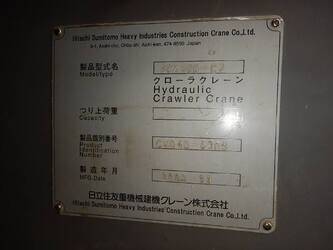 Hitachi Sumitomo Heavy Industries Construction Crane Co.,Ltd.
製品型式名
Model/type
クローラクレーン
Hydraulic
Crawler Crane
つり上荷重
Capacity
製品識別番号
Product
Identification
Number
製造年月
MFG.Date
日立住友重機械建機クレーン株式会社
Hitachi Sumitomo Heavy Industries Construction Crane Co.,Ltd.